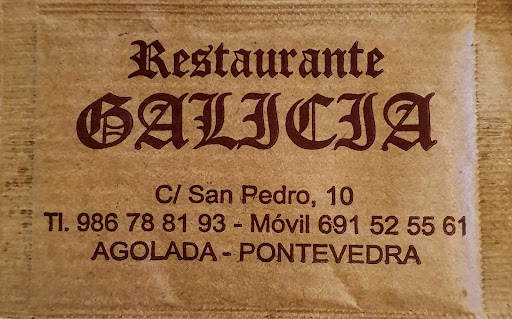 Restaurante
GALICIA
C/ San Pedro, 10
Tl. 986 78 81 93 - Móvil 691 52 55 61
AGOLADA - PONTEVEDRA